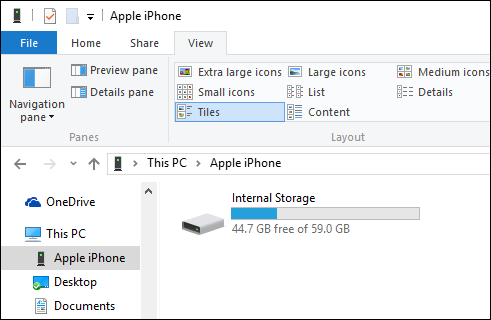 Apple iPhone
File Home Share View
Navigation pane
Preview pane
Details pane
Panes
Extra large icons Large icons Medium icons
Small icons List Details
Tiles Content
Layout
This PC Apple iPhone
OneDrive
This PC
Apple iPhone
Desktop
Documents
Internal Storage
44.7 GB free of 59.0 GB